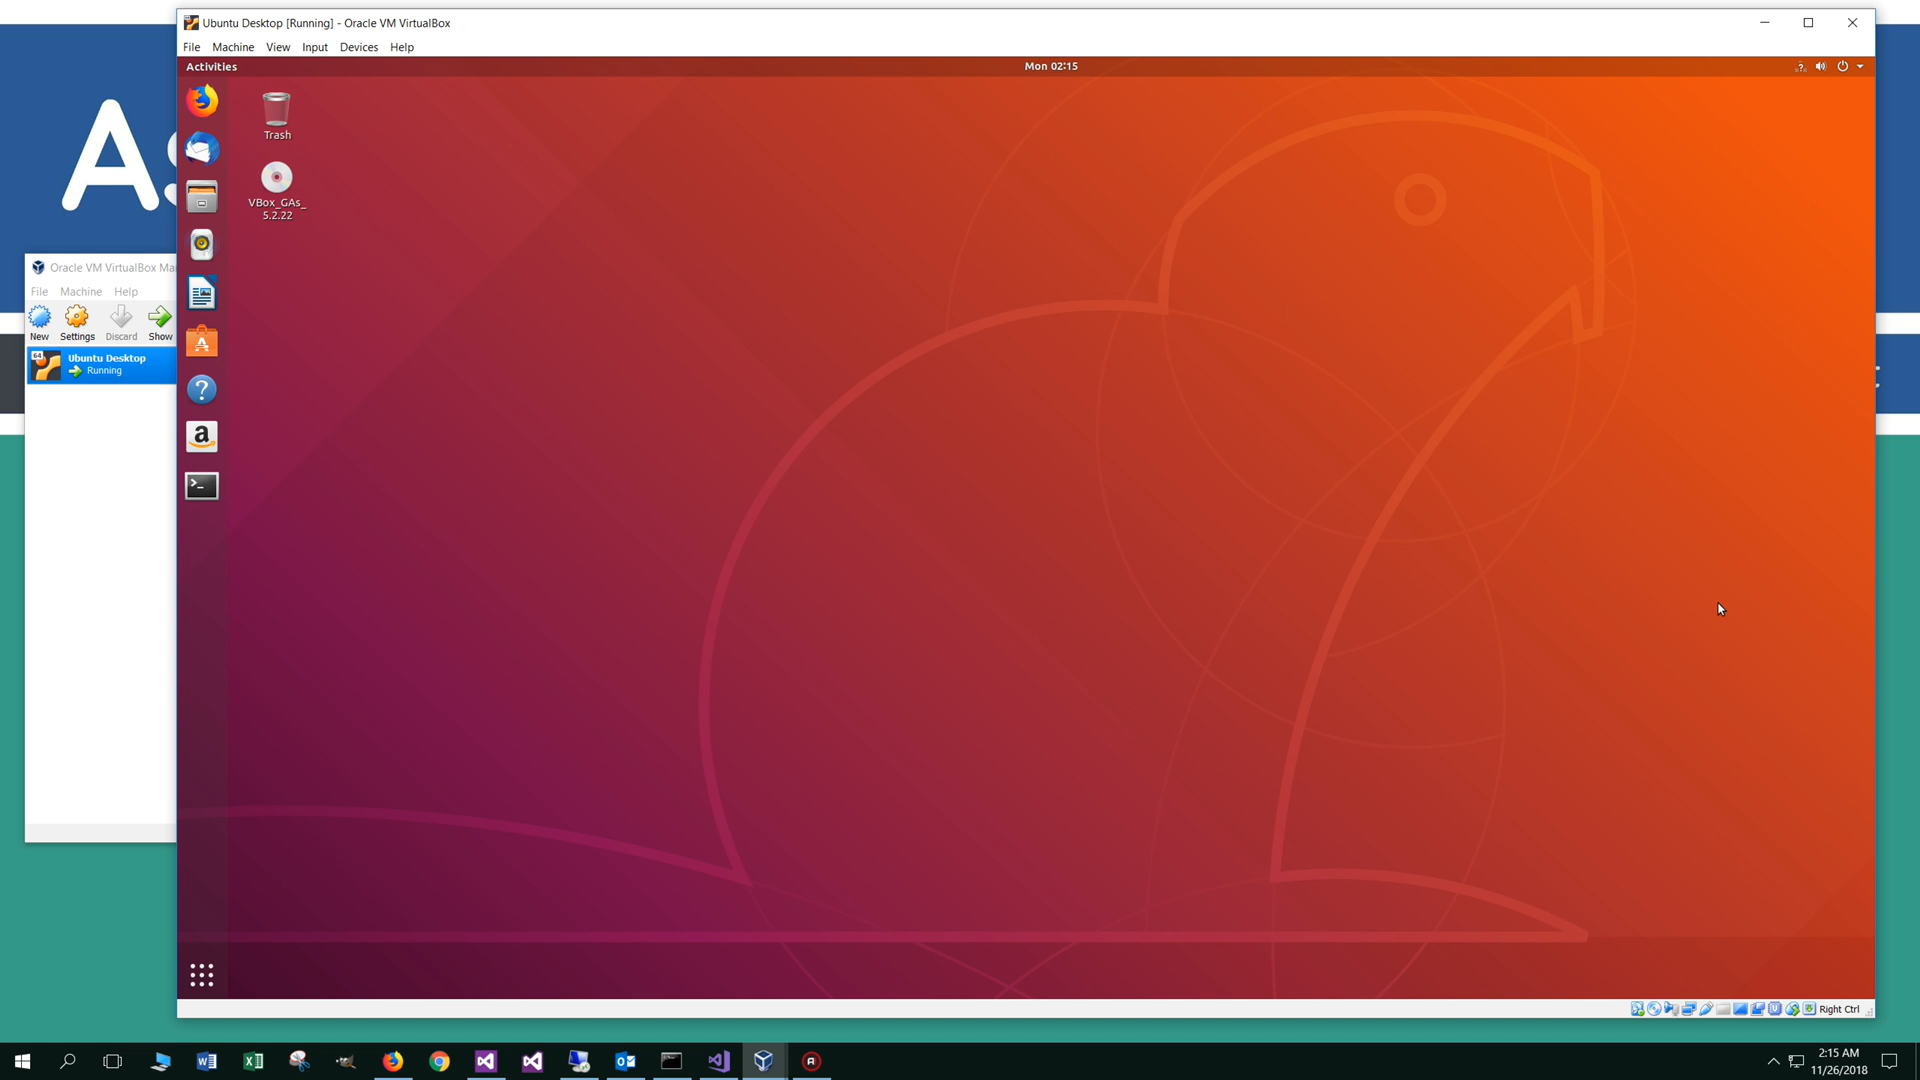 Ubuntu Desktop [Running] - Oracle VM VirtualBox
File Machine View Input Devices Help
Activities
Mon 02:15
Trash
VBox_GAs_
5.2.22
A
Oracle VM VirtualBox Ma
File Machine Help
New Settings Discard Show
64
Ubuntu Desktop
Running
Right Ctrl
2:15 AM
11/26/2018